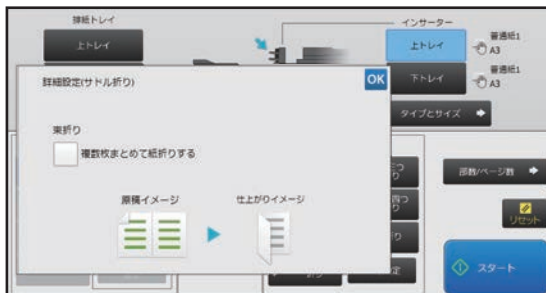 排紙トレイ
インサーター
上トレイ
上トレイ
普通紙1
A3
下トレイ
普通紙1
A3
タイプとサイズ
詳細設定(サドル折り)
OK
束折り
複数枚まとめて紙折りする
原稿イメージ
仕上がりイメージ
部数/ページ数
リセット
スタート